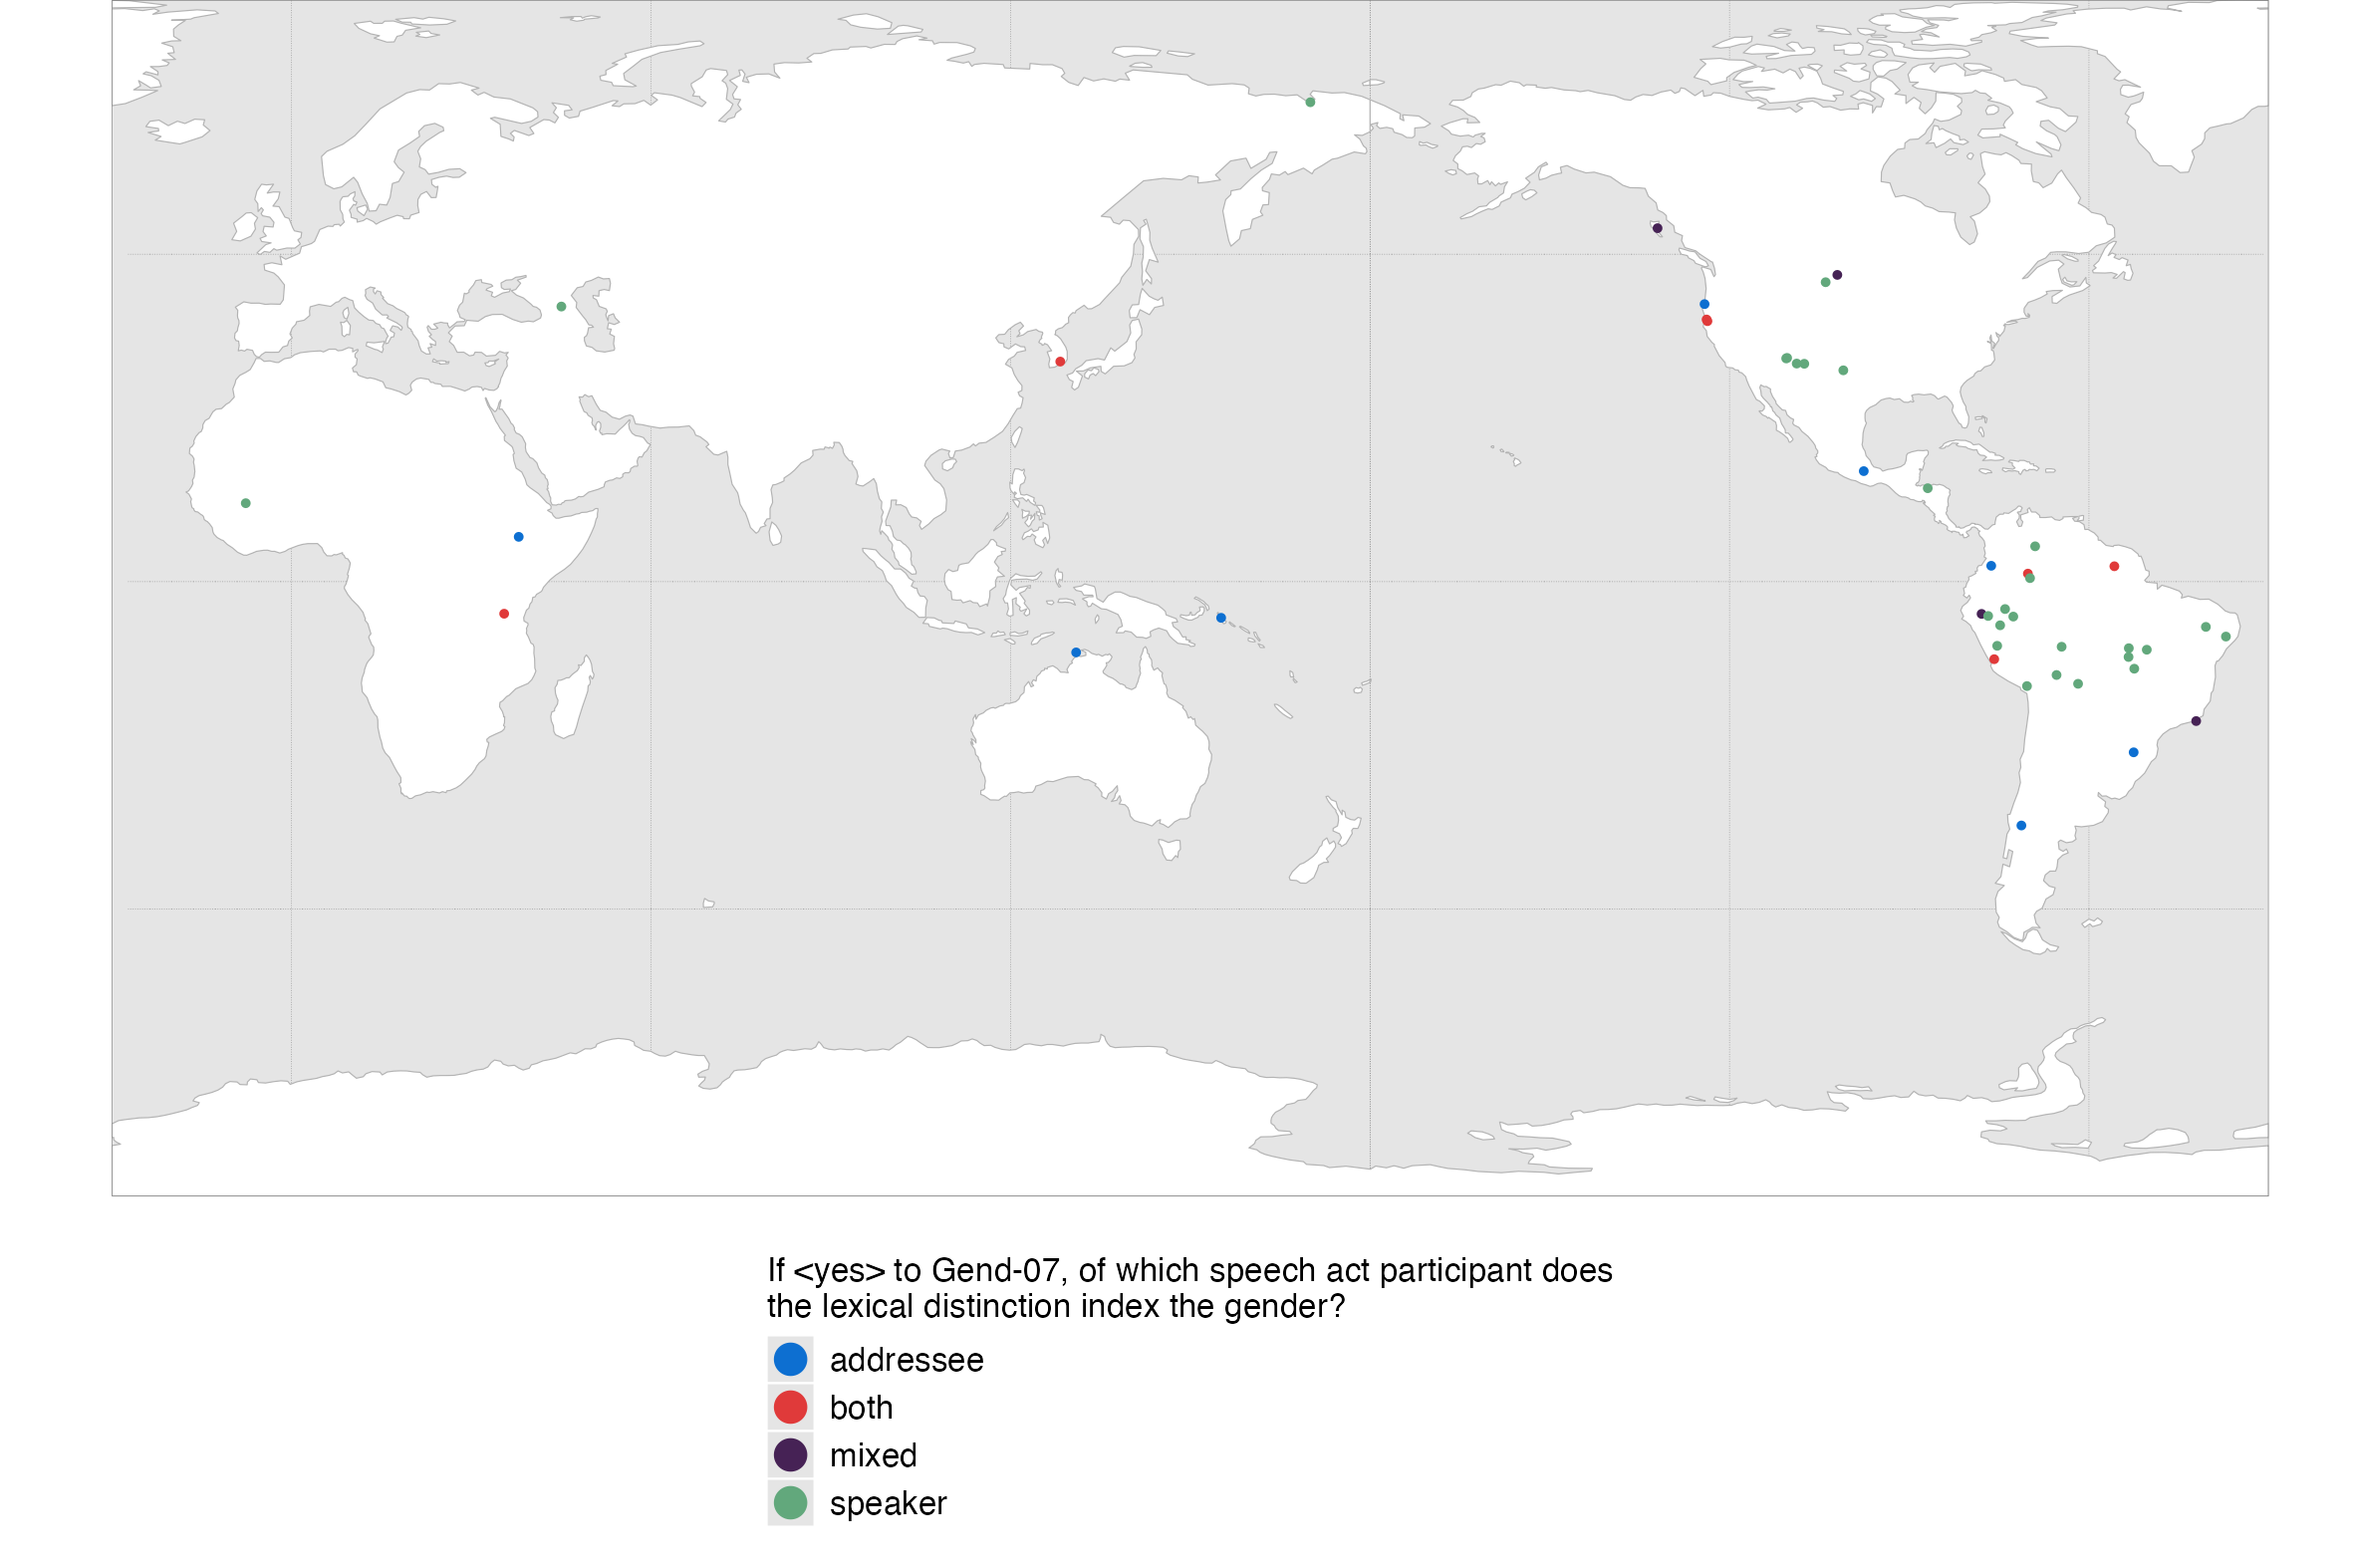 If <yes> to Gend-07, of which speech act participant does
the lexical distinction index the gender?
addressee
both
mixed
speaker